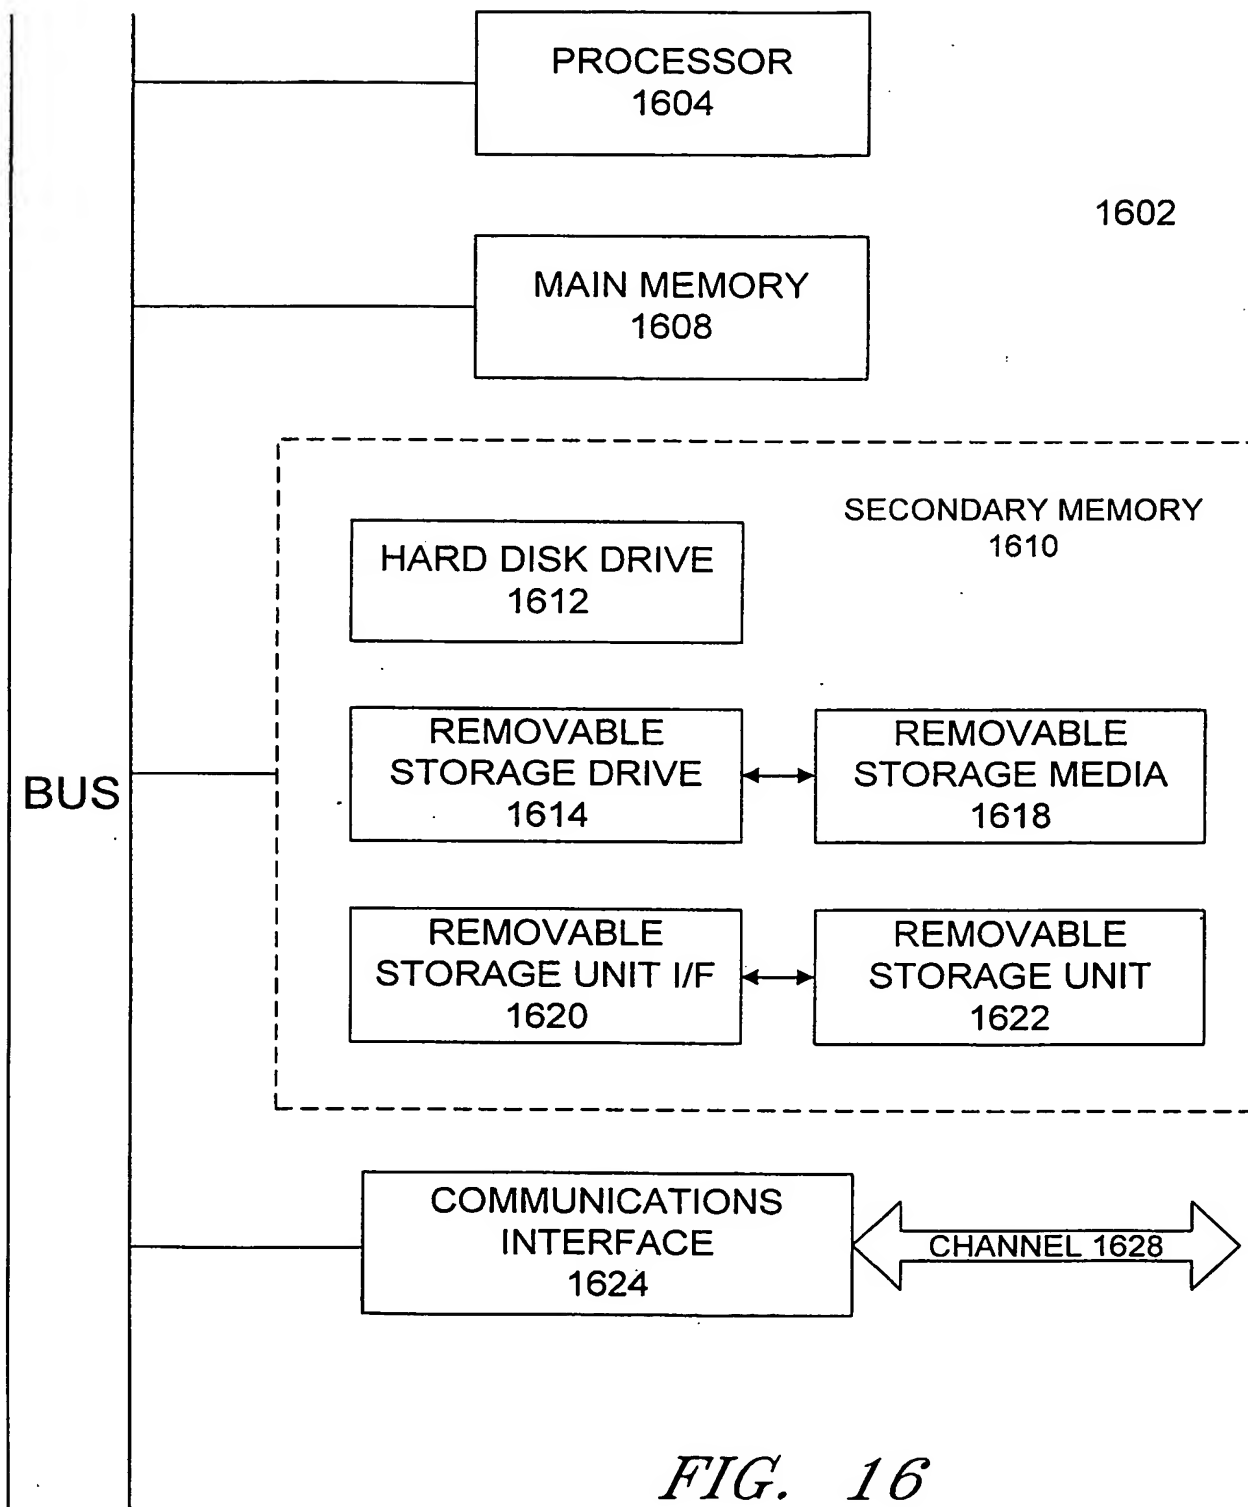 PROCESSOR
1604
1602
MAIN MEMORY
1608
SECONDARY MEMORY
1610
HARD DISK DRIVE
1612
REMOVABLE
STORAGE DRIVE
1614
REMOVABLE
STORAGE MEDIA
1618
BUS
REMOVABLE
STORAGE UNIT I/F
1620
REMOVABLE
STORAGE UNIT
1622
COMMUNICATIONS
INTERFACE
1624
CHANNEL 1628
FIG. 16